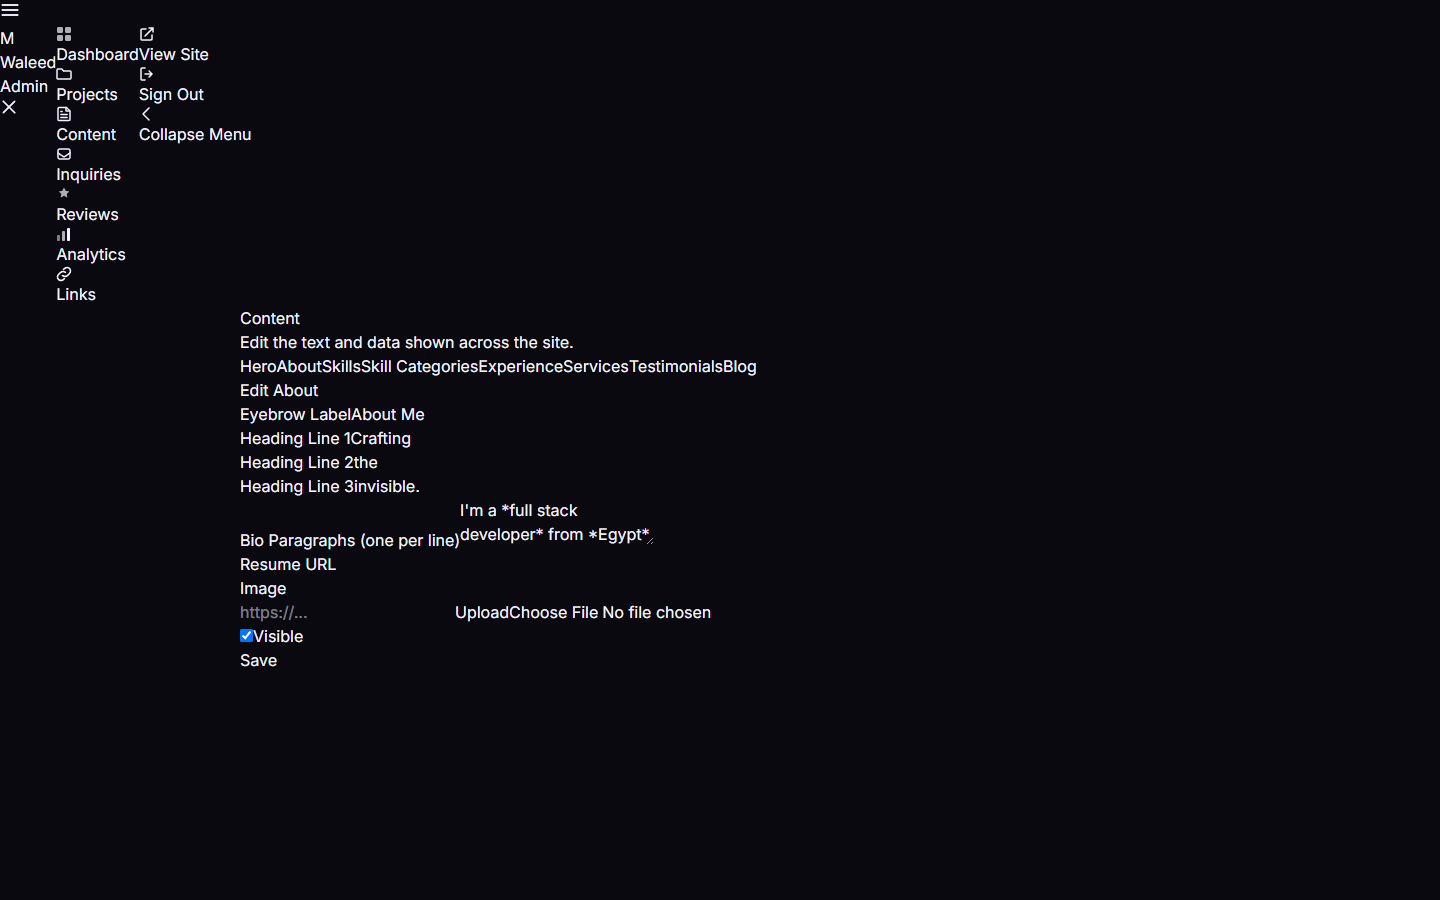 M
Waleed
Admin
Dashboard
Projects
Content
Inquiries
Reviews
Analytics
Links
View Site
Sign Out
Collapse Menu
Content
Edit the text and data shown across the site.
HeroAboutSkillsSkill CategoriesExperienceServicesTestimonialsBlog
Edit About
Eyebrow LabelAbout Me
Heading Line 1Crafting
Heading Line 2the
Heading Line 3invisible.
Bio Paragraphs (one per line)
I'm a *full stack
developer* from *Egypt*
Resume URL
Image
https://... UploadChoose File No file chosen
Visible
Save